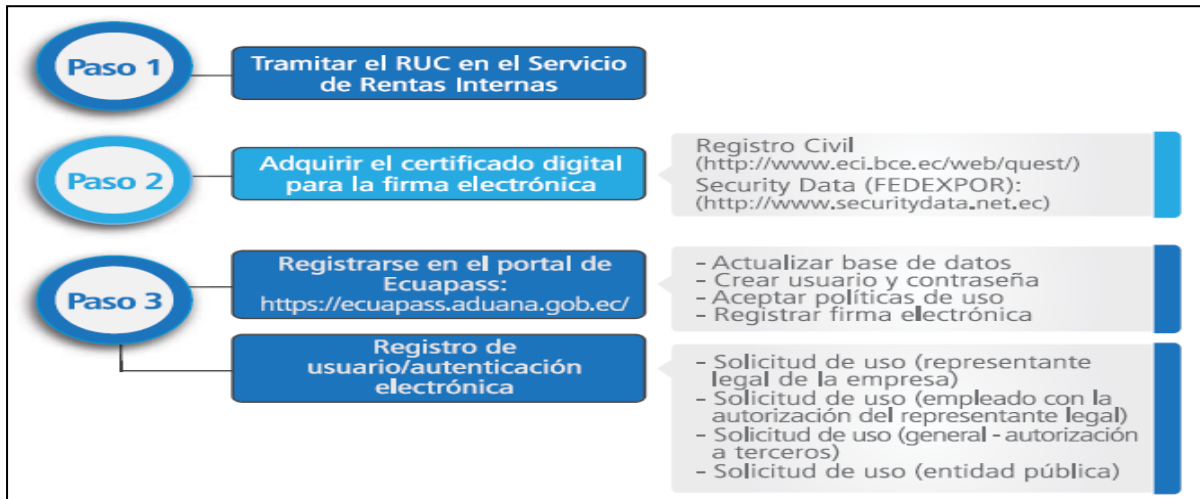 Paso 1
Tramitar el RUC en el Servicio
de Rentas Internas
Paso 2
Adquirir el certificado digital
para la firma electrónica
Registro Civil
(http://www.eci.bce.ec/web/quest/)
Security Data (FEDEXPOR):
(http://www.securitydata.net.ec)
Paso 3
Registrarse en el portal de
Ecuapass:
https://ecuapass.aduana.gob.ec/
- Actualizar base de datos
- Crear usuario y contraseña
- Aceptar políticas de uso
- Registrar firma electrónica
Registro de
usuario/autenticación
electrónica
- Solicitud de uso (representante
legal de la empresa)
- Solicitud de uso (empleado con la
autorización del representante legal)
- Solicitud de uso (general - autorización
a terceros)
- Solicitud de uso (entidad pública)